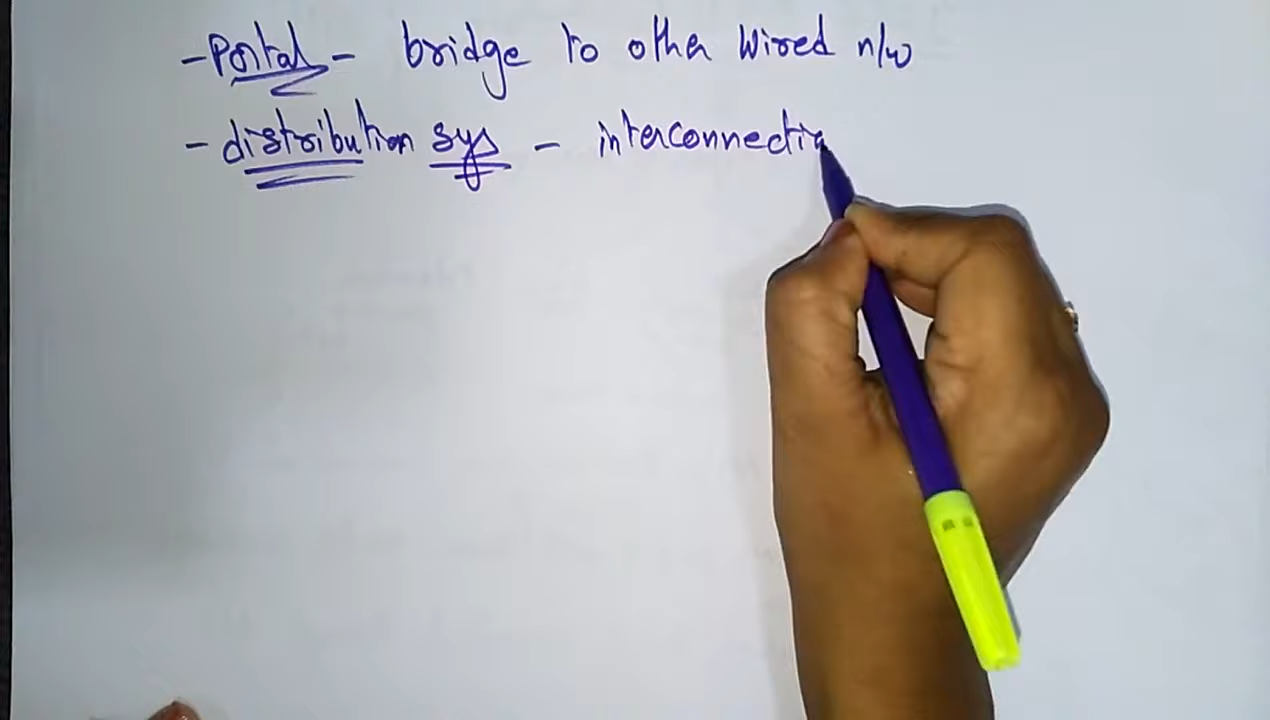 - Portal - bridge to other wired n/w
- distribution sys - interconnectio